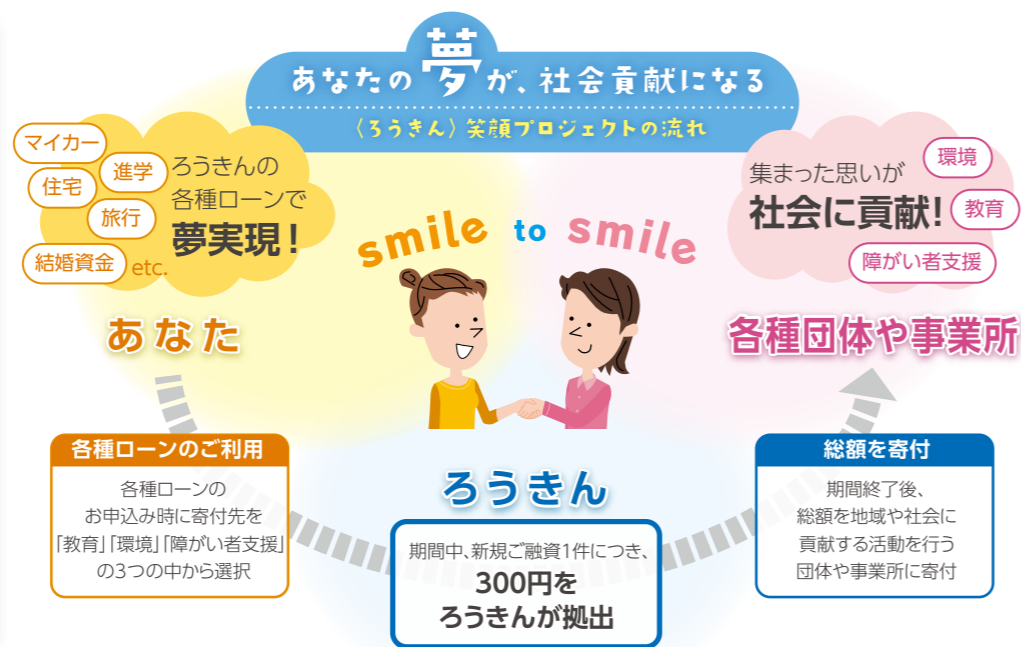 あなたの夢が、社会貢献になる
〈ろうきん〉笑顔プロジェクトの流れ
マイカー
進学
住宅
旅行
結婚資金
etc.
ろうきんの
各種ローンで
夢実現!
smile to smile
集まった思いが
社会に貢献!
環境
教育
障がい者支援
あなた
各種団体や事業所
各種ローンのご利用
各種ローンの
お申込み時に寄付先を
「教育」「環境」「障がい者支援」
の3つの中から選択
ろうきん
期間中、新規ご融資1件につき、
300円を
ろうきんが拠出
総額を寄付
期間終了後、
総額を地域や社会に
貢献する活動を行う
団体や事業所に寄付